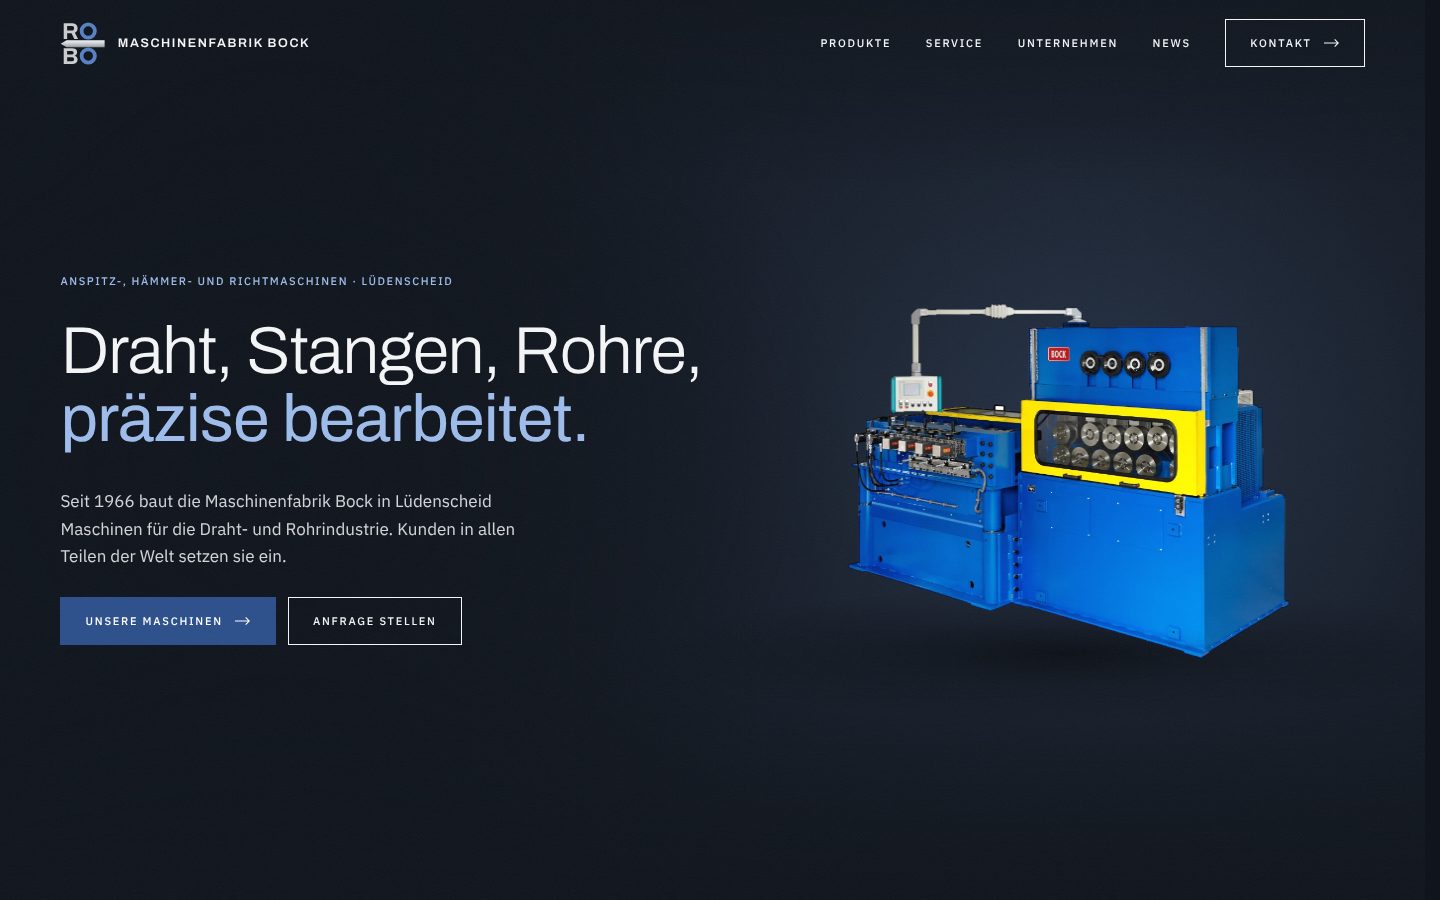 RO
BO
MASCHINENFABRIK BOCK
PRODUKTE
SERVICE
UNTERNEHMEN
NEWS
KONTAKT
ANSPITZ-, HÄMMER- UND RICHTMASCHINEN · LÜDENSCHEID
Draht, Stangen, Rohre,
präzise bearbeitet.
Seit 1966 baut die Maschinenfabrik Bock in Lüdenscheid
Maschinen für die Draht- und Rohrindustrie. Kunden in allen
Teilen der Welt setzen sie ein.
UNSERE MASCHINEN
ANFRAGE STELLEN
BOCK